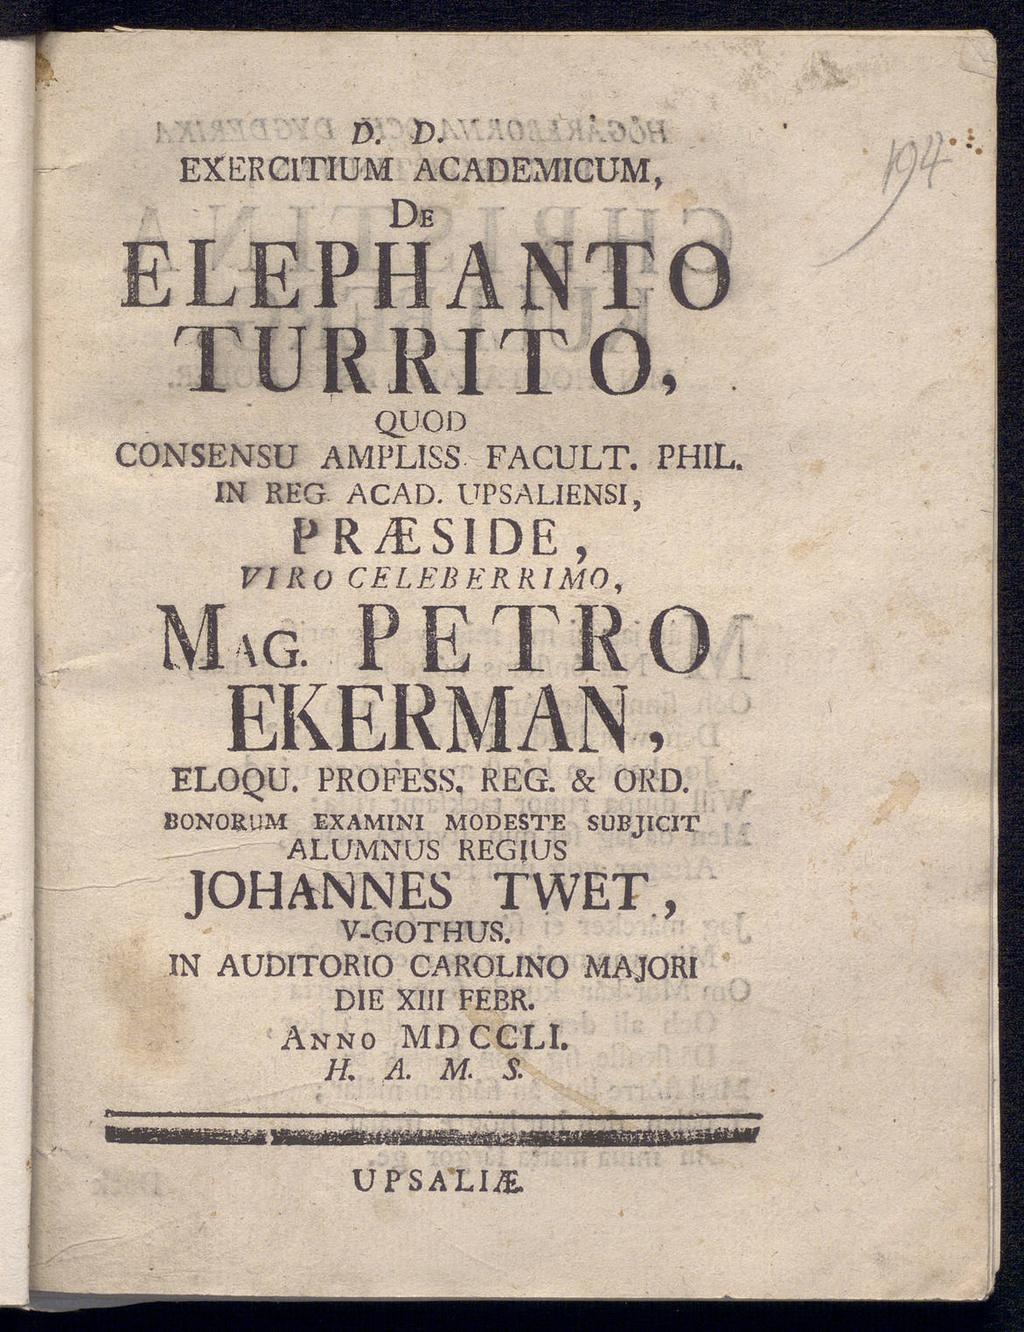 D. D.
EXERCITIUM ACADEMICUM,
DE
ELEPHANTO
TURRITO,
QUOD
CONSENSU AMPLISS. FACULT. PHIL.
IN REG. ACAD. UPSALIENSI,
PRÆSIDE,
VIRO CELEBERRIMO,
MAG. PETRO
EKERMAN,
ELOQU. PROFESS. REG. & ORD.
BONORUM EXAMINI MODESTE SUBJICIT
ALUMNUS REGIUS
JOHANNES TWET,
V-GOTHUS.
IN AUDITORIO CAROLINO MAJORI
DIE XIII FEBR.
ANNO MDCCLI.
H. A. M. S.
UPSALIÆ.
194